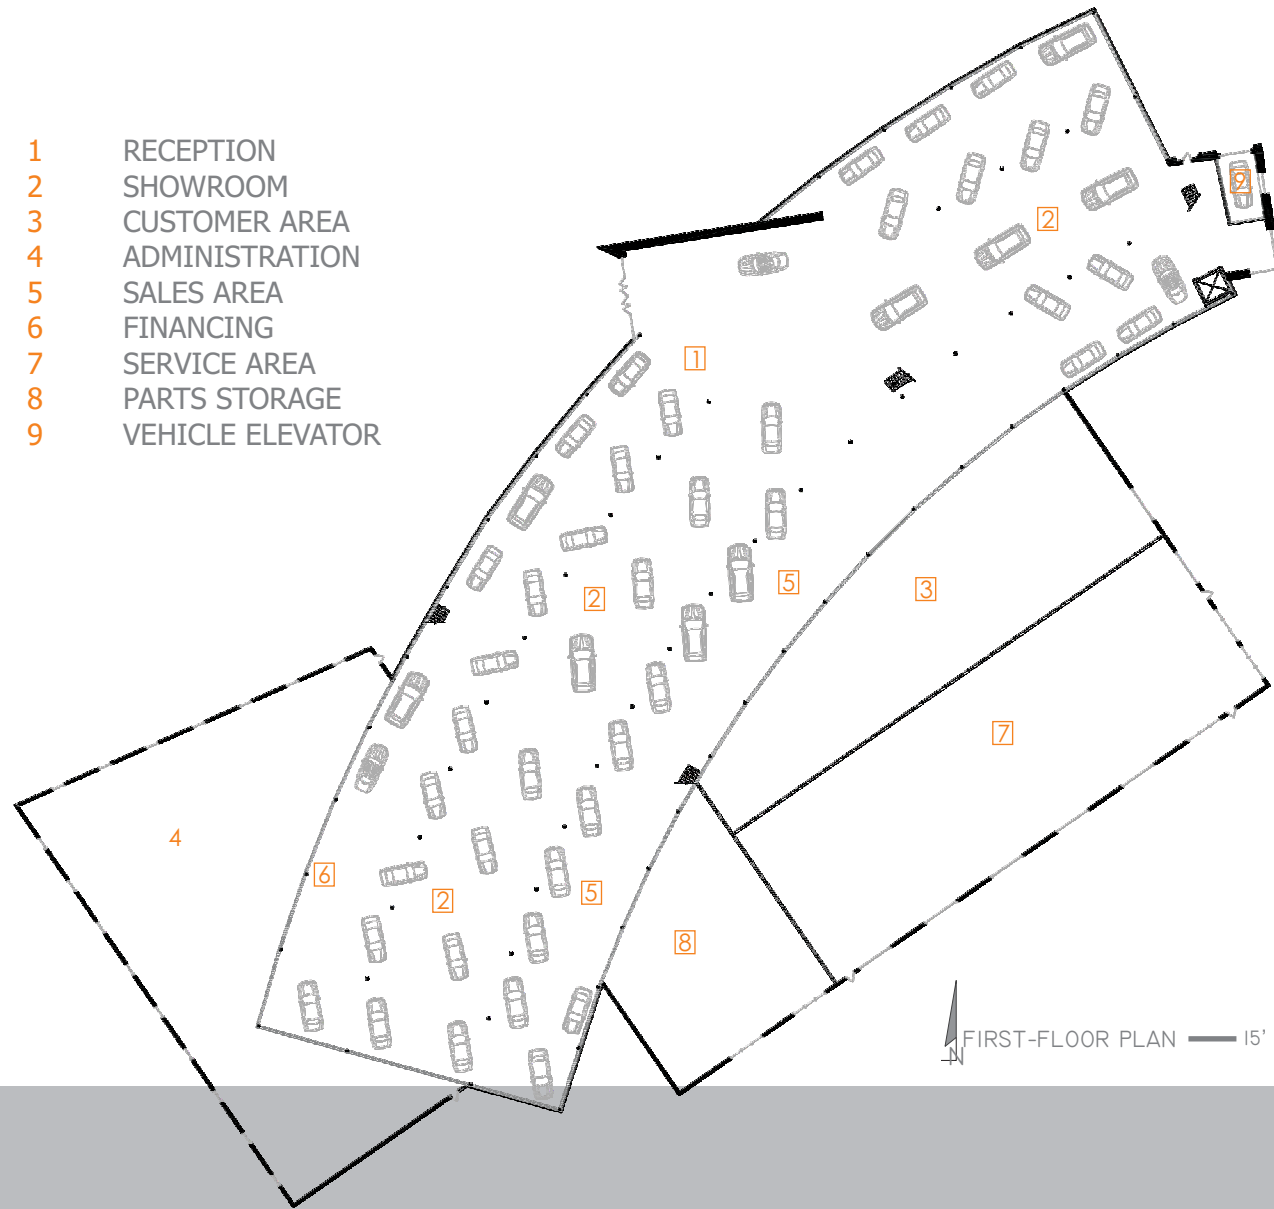 1 RECEPTION
2 SHOWROOM
3 CUSTOMER AREA
4 ADMINISTRATION
5 SALES AREA
6 FINANCING
7 SERVICE AREA
8 PARTS STORAGE
9 VEHICLE ELEVATOR
9
2
1
5
3
2
7
4
6
5
2
8
N FIRST-FLOOR PLAN 15'